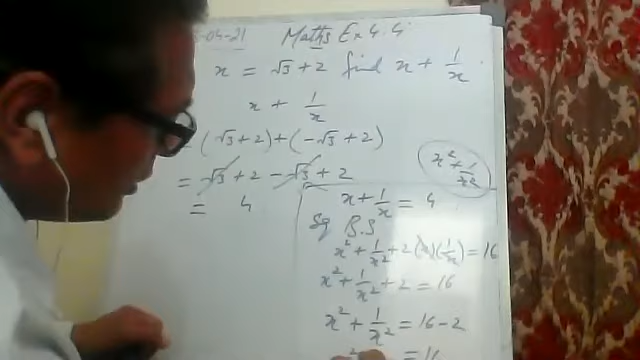 -04-21 Maths Ex 4.4
x = √3 + 2 find x + 1/x
x + 1/x
(√3 + 2) + (-√3 + 2)
= √3 + 2 - √3 + 2
= 4
x² + 1/x²
x + 1/x = 4
Sq B.S
x² + 1/x² + 2(x)(1/x) = 16
x² + 1/x² + 2 = 16
x² + 1/x² = 16 - 2